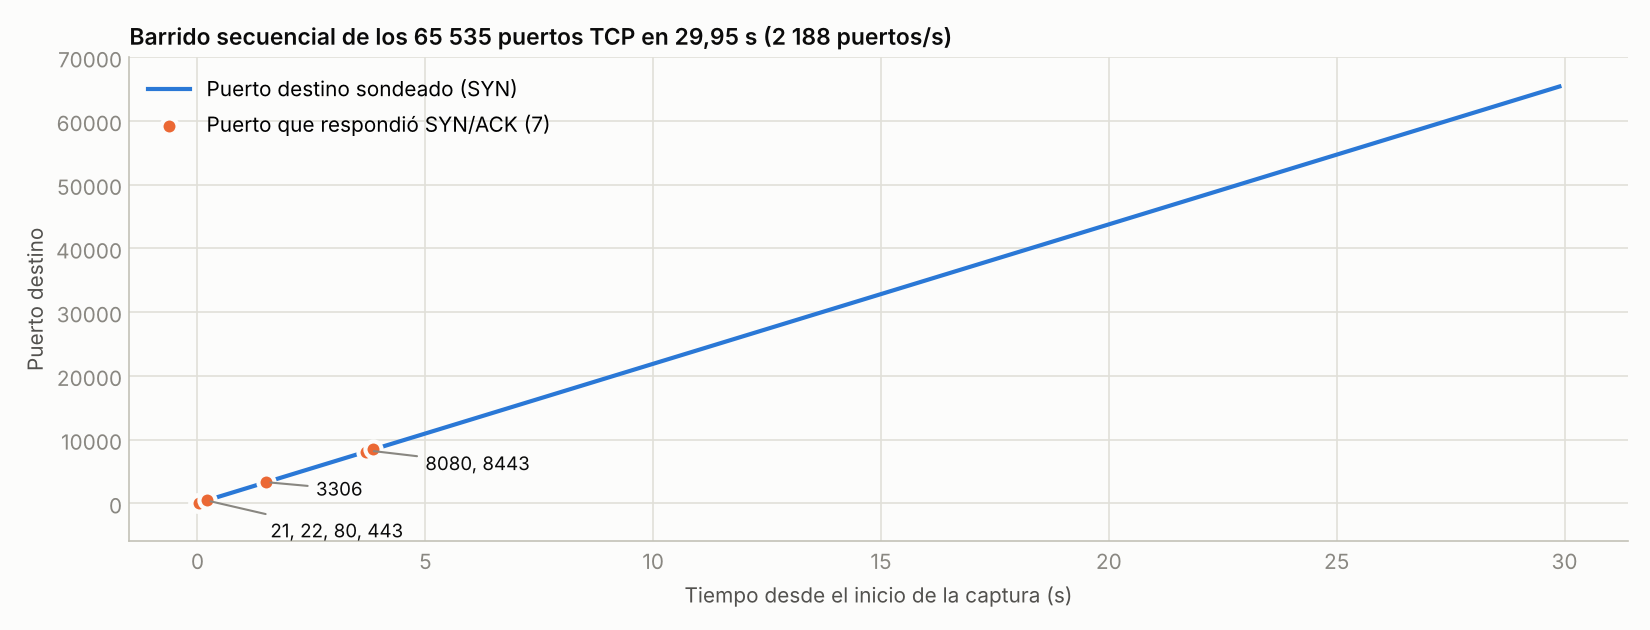 Barrido secuencial de los 65 535 puertos TCP en 29,95 s (2 188 puertos/s)
70000
60000
50000
40000
30000
20000
10000
0
Puerto destino
Puerto destino sondeado (SYN)
Puerto que respondió SYN/ACK (7)
8080, 8443
3306
21, 22, 80, 443
0 5 10 15 20 25 30
Tiempo desde el inicio de la captura (s)